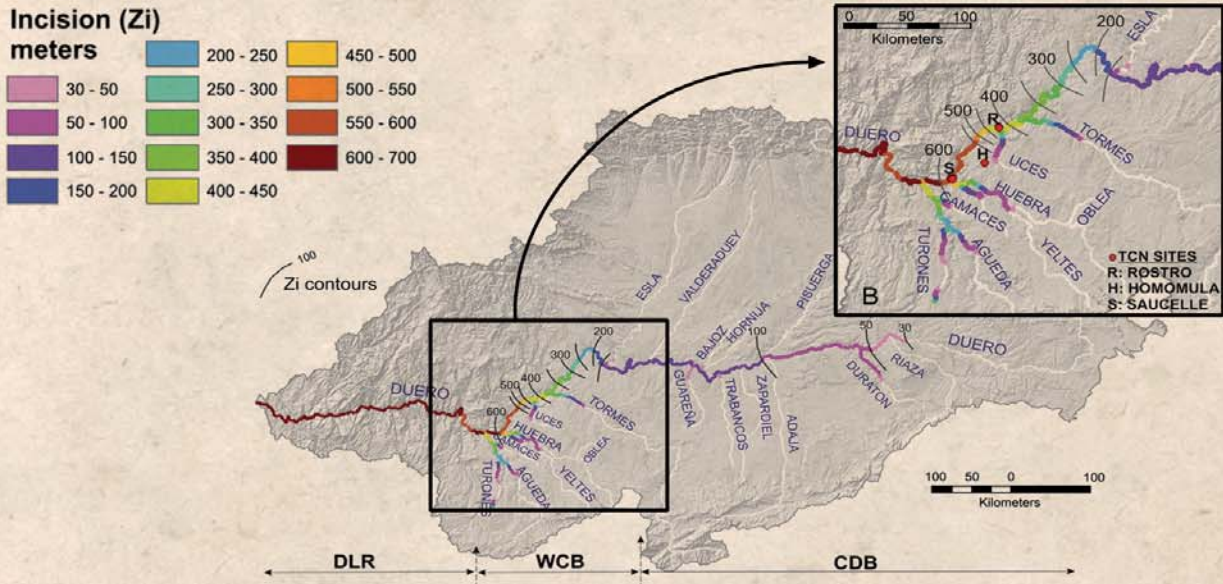 Incision (Zi)
meters
30 - 50
50 - 100
100 - 150
150 - 200
200 - 250
250 - 300
300 - 350
350 - 400
400 - 450
450 - 500
500 - 550
550 - 600
600 - 700
100
Zi contours
0 50 100
Kilometers
200
ESLA
300
400
500
R
DUERO
600
TORMES
UCES
H
S
HUEBRA
OBLEA
CAMACES
YELTES
AGUEDA
TURONES
TCN SITES
R: ROSTRO
H: HOMOMULA
S: SAUCELLE
B
ESLA
VALDERADUEY
PISUERGA
HORNIJA
BAJOZ
200
300
400
500
600
100
50
30
DUERO
DUERO
RIAZA
DURATON
GUAREÑA
TRABANCOS
ZAPARDIEL
ADAJA
TORMES
UCES
HUEBRA
CAMACES
OBLEA
YELTES
AGUEDA
TURONES
100 50 0 100
Kilometers
DLR
WCB
CDB